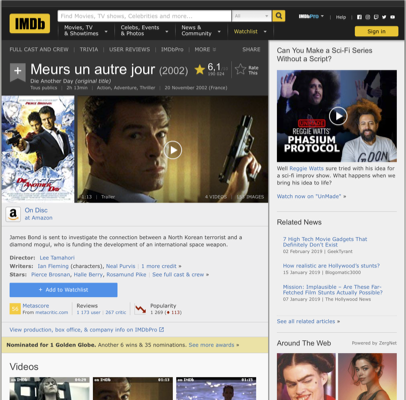 IMDb
Find Movies, TV shows, Celebrities and more...
All
IMDbPro
Help
Movies, TV & Showtimes
Celebs, Events & Photos
News & Community
Watchlist
Sign in
FULL CAST AND CREW | TRIVIA | USER REVIEWS | IMDbPro | MORE
SHARE
Meurs un autre jour (2002)
Die Another Day (original title)
6,1
Rate This
Tous publics | 2h 13min | Action, Adventure, Thriller | 20 November 2002 (France)
DIE ANOTHER DAY
2:13 | Trailer
On Disc
at Amazon
James Bond is sent to investigate the connection between a North Korean terrorist and a
diamond mogul, who is funding the development of an international space weapon.
Director: Lee Tamahori
Writers: Ian Fleming (characters), Neal Purvis | 1 more credit »
Stars: Pierce Brosnan, Halle Berry, Rosamund Pike | See full cast & crew »
+ Add to Watchlist
Metascore
From metacritic.com
Reviews
1 173 user | 267 critic
Popularity
1 269 ( 113)
View production, box office, & company info on IMDbPro
Nominated for 1 Golden Globe. Another 6 wins & 35 nominations. See more awards »
Videos
Can You Make a Sci-Fi Series
Without a Script?
REGGIE WATTS'
PHASIUM
PROTOCOL
Well Reggie Watts sure tried with his idea for
a sci-fi improv show. What happens when we
bring his idea to life?
Watch now on "UnMade" »
Related News
7 High Tech Movie Gadgets That
Definitely Don't Exist
02 February 2019 | GeekTyrant
How realistic are Hollywood's stunts?
15 January 2019 | Blogomatic3000
Mission: Implausible – Are These Far-
Fetched Film Stunts Actually Possible?
07 January 2019 | The Hollywood News
See all related articles »
Around The Web
Powered by ZergNet